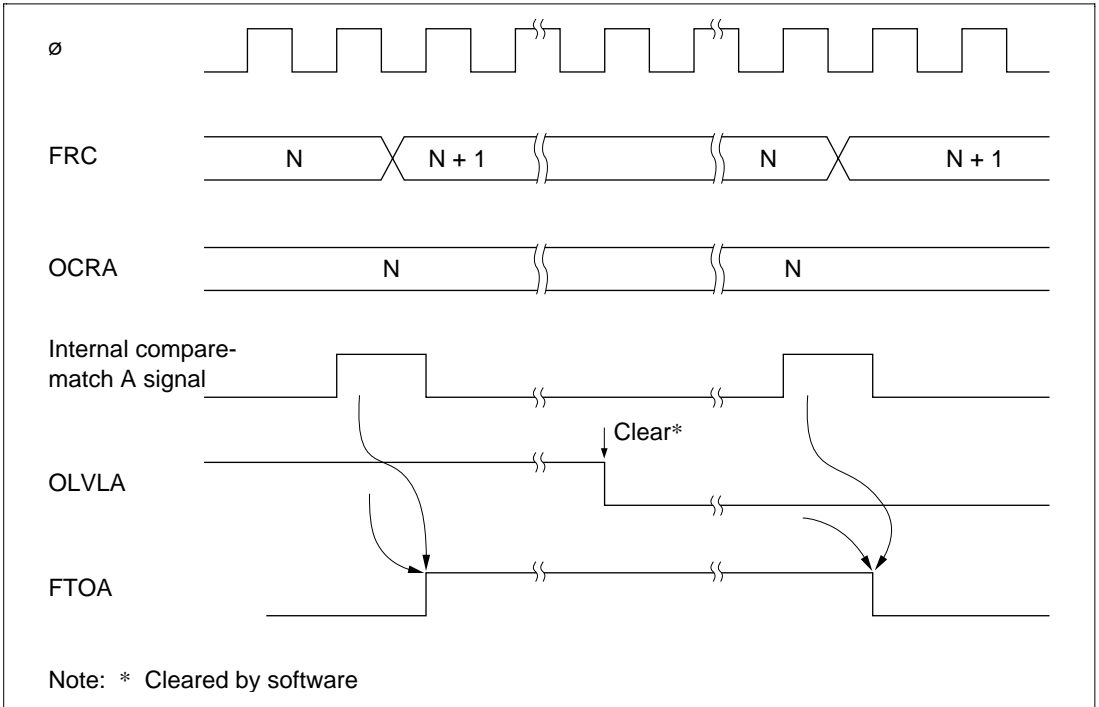 ø
FRC N N + 1 N N + 1
OCRA N N
Internal compare-
match A signal
Clear*
OLVLA
FTOA
Note: * Cleared by software